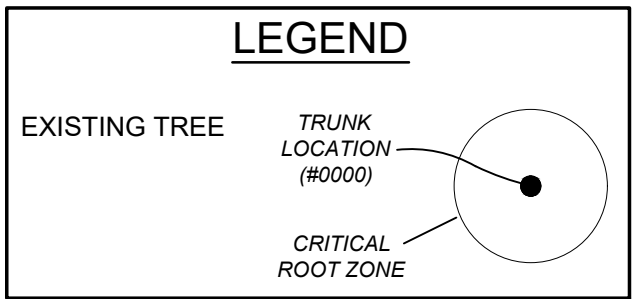 LEGEND
EXISTING TREE
TRUNK
LOCATION
(#0000)
CRITICAL
ROOT ZONE